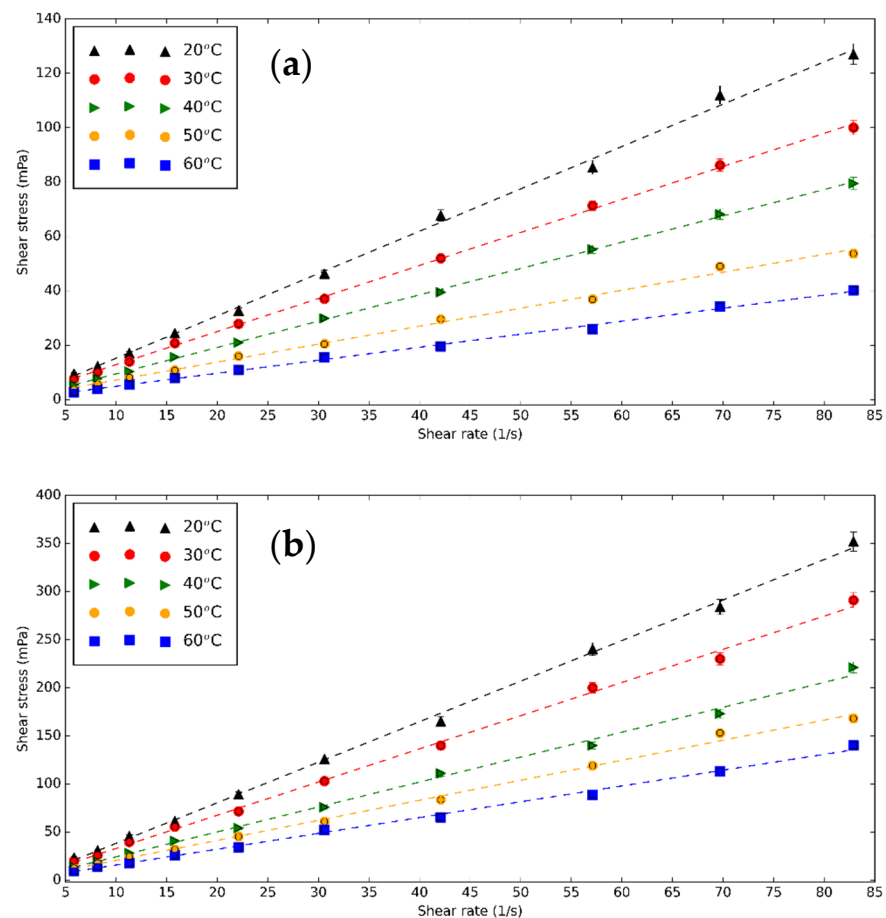 140
120
100
80
60
40
20
0
Shear stress (mPa)
20°C
30°C
40°C
50°C
60°C
(a)
5 10 15 20 25 30 35 40 45 50 55 60 65 70 75 80 85
Shear rate (1/s)
400
350
300
250
200
150
100
50
0
Shear stress (mPa)
20°C
30°C
40°C
50°C
60°C
(b)
5 10 15 20 25 30 35 40 45 50 55 60 65 70 75 80 85
Shear rate (1/s)